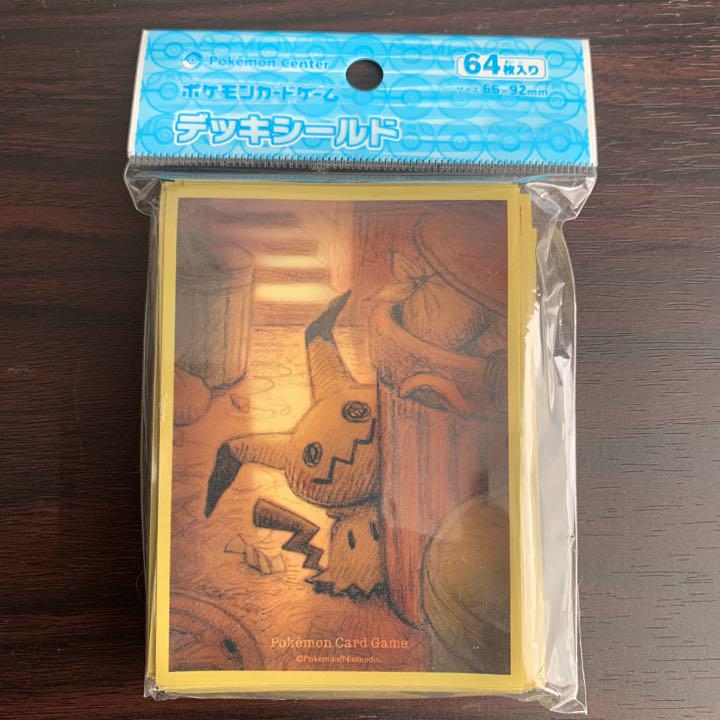 Pokémon Center
ポケモンカードゲーム
デッキシールド
64枚入り
サイズ 66×92mm
Pokémon Card Game
©Pokémon/Nintendo.